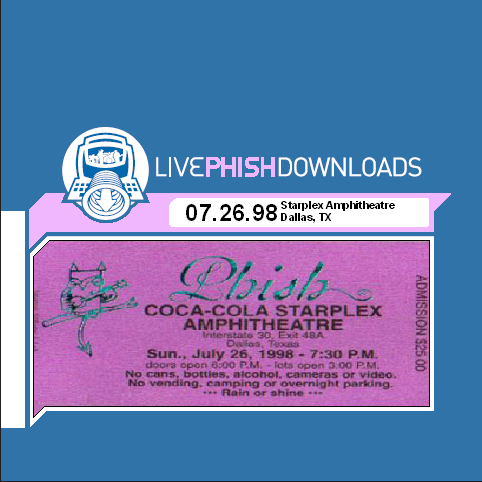 LIVEPHISHDOWNLOADS
07.26.98 Starplex Amphitheatre
Dallas, TX
Phish
COCA-COLA STARPLEX
AMPHITHEATRE
Interstate 30, Exit 49A
Dallas, Texas
Sun., July 26, 1998 - 7:30 P.M.
doors open 6:00 P.M. - lots open 3:00 P.M.
No cans, bottles, alcohol, cameras or video.
No vending, camping or overnight parking.
--- Rain or shine ---
ADMISSION $25.00